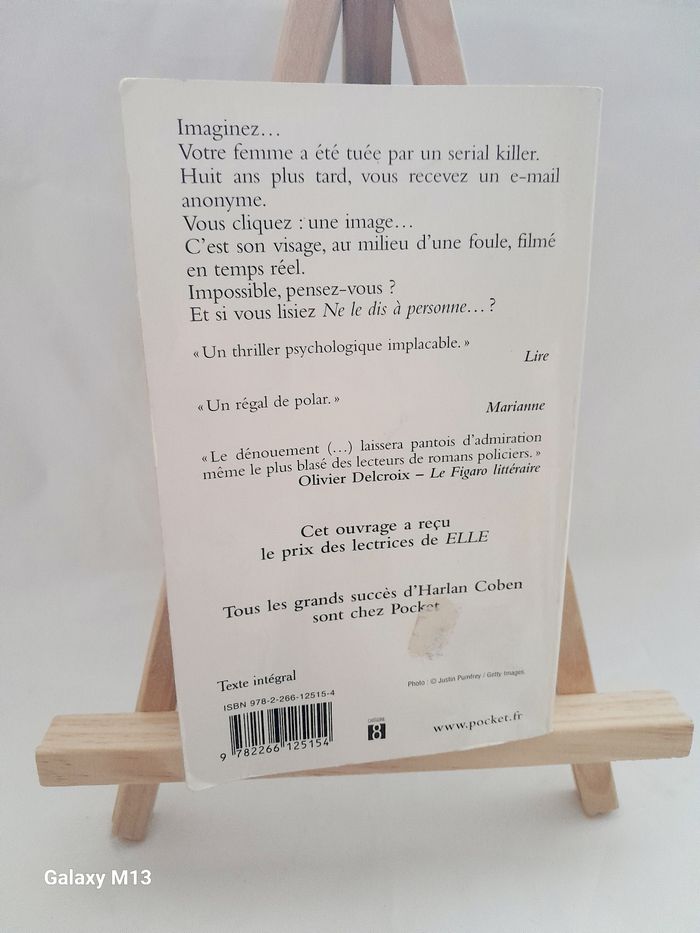 Imaginez…
Votre femme a été tuée par un serial killer.
Huit ans plus tard, vous recevez un e-mail
anonyme.
Vous cliquez : une image…
C’est son visage, au milieu d’une foule, filmé
en temps réel.
Impossible, pensez-vous ?
Et si vous lisiez Ne le dis à personne… ?
« Un thriller psychologique implacable. »
Lire
« Un régal de polar. »
Marianne
« Le dénouement (…) laissera pantois d’admiration
même le plus blasé des lecteurs de romans policiers. »
Olivier Delcroix – Le Figaro littéraire
Cet ouvrage a reçu
le prix des lectrices de ELLE
Tous les grands succès d’Harlan Coben
sont chez Pocket
Texte intégral
Photo : © Justin Pumfrey / Getty Images.
ISBN 978-2-266-12515-4
9 782266 125154
CATÉGORIE
8
www.pocket.fr
Galaxy M13